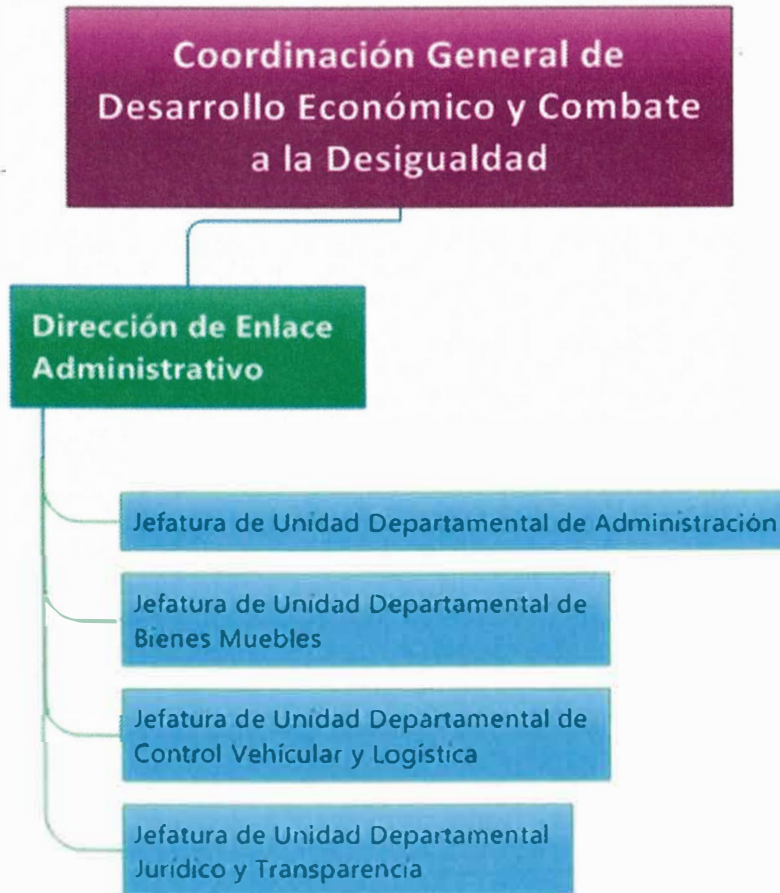 Coordinación General de
Desarrollo Económico y Combate
a la Desigualdad
Dirección de Enlace
Administrativo
Jefatura de Unidad Departamental de Administración
Jefatura de Unidad Departamental de
Bienes Muebles
Jefatura de Unidad Departamental de
Control Vehícular y Logística
Jefatura de Unidad Departamental
Jurídico y Transparencia